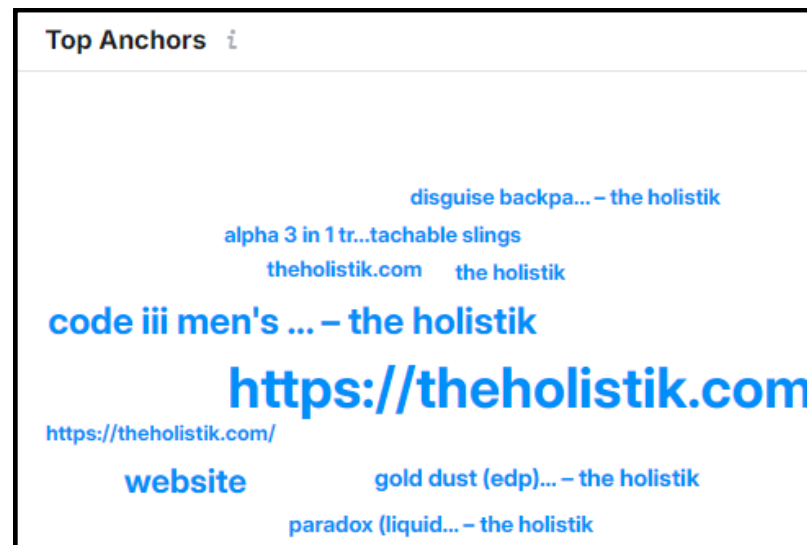 Top Anchors i
disguise backpa... – the holistik
alpha 3 in 1 tr...tachable slings
theholistik.com the holistik
code iii men's ... – the holistik
https://theholistik.com
https://theholistik.com/
website gold dust (edp)... – the holistik
paradox (liquid... – the holistik